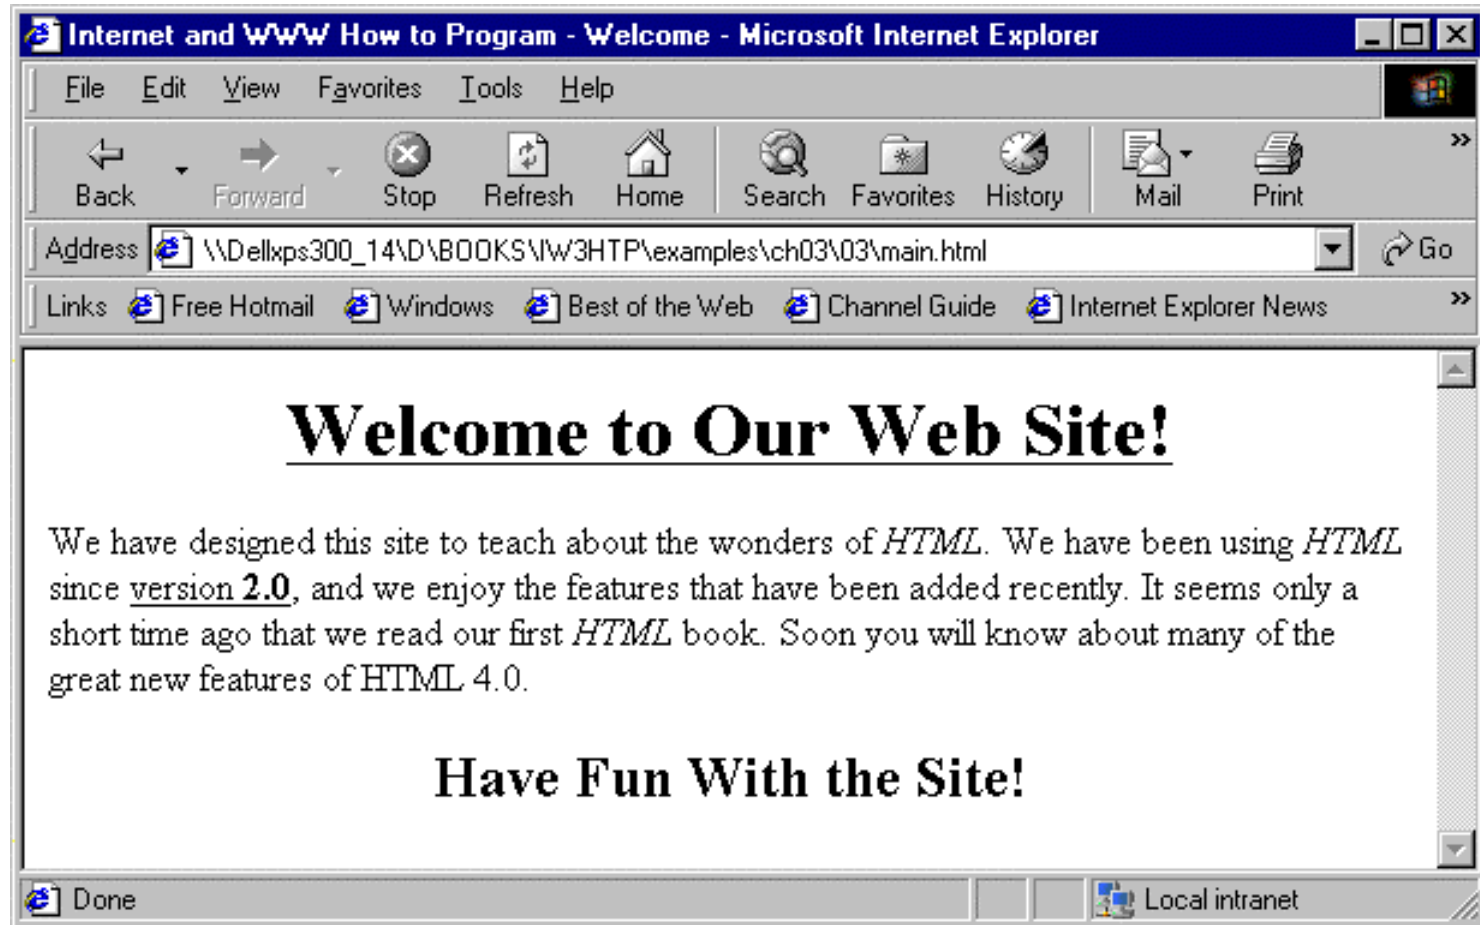 Internet and WWW How to Program - Welcome - Microsoft Internet Explorer
File Edit View Favorites Tools Help
Back Forward Stop Refresh Home Search Favorites History Mail Print
Address \\Dellxps300_14\D\BOOKS\IW3HTP\examples\ch03\03\main.html Go
Links Free Hotmail Windows Best of the Web Channel Guide Internet Explorer News
Welcome to Our Web Site!
We have designed this site to teach about the wonders of HTML. We have been using HTML
since version 2.0, and we enjoy the features that have been added recently. It seems only a
short time ago that we read our first HTML book. Soon you will know about many of the
great new features of HTML 4.0.
Have Fun With the Site!
Done Local intranet